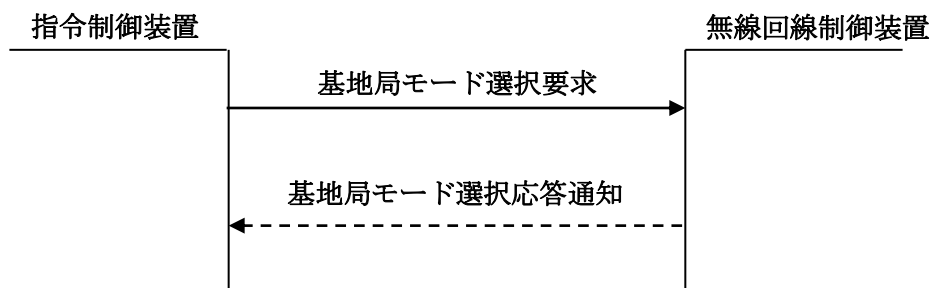 指令制御装置
無線回線制御装置
基地局モード選択要求
基地局モード選択応答通知